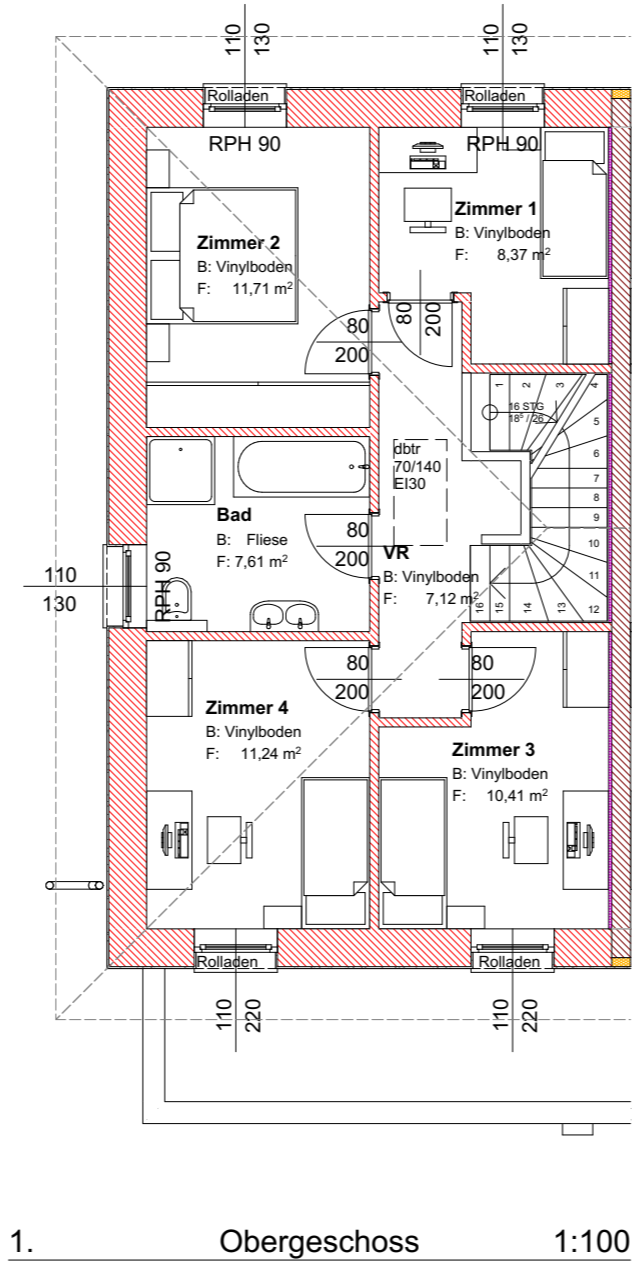 110
130
110
130
Rolladen
Rolladen
RPH 90
RPH 90
Zimmer 2
B: Vinylboden
F: 11,71 m²
Zimmer 1
B: Vinylboden
F: 8,37 m²
80
200
80
200
1
2
3
4
5
6
7
8
9
10
11
12
13
14
15
16
16 STG
18⁵ / 26
dbtr
70/140
EI30
Bad
B: Fliese
F: 7,61 m²
80
200
VR
B: Vinylboden
F: 7,12 m²
110
130
RPH 90
80
200
80
200
Zimmer 4
B: Vinylboden
F: 11,24 m²
Zimmer 3
B: Vinylboden
F: 10,41 m²
Rolladen
Rolladen
110
220
110
220
1. Obergeschoss 1:100